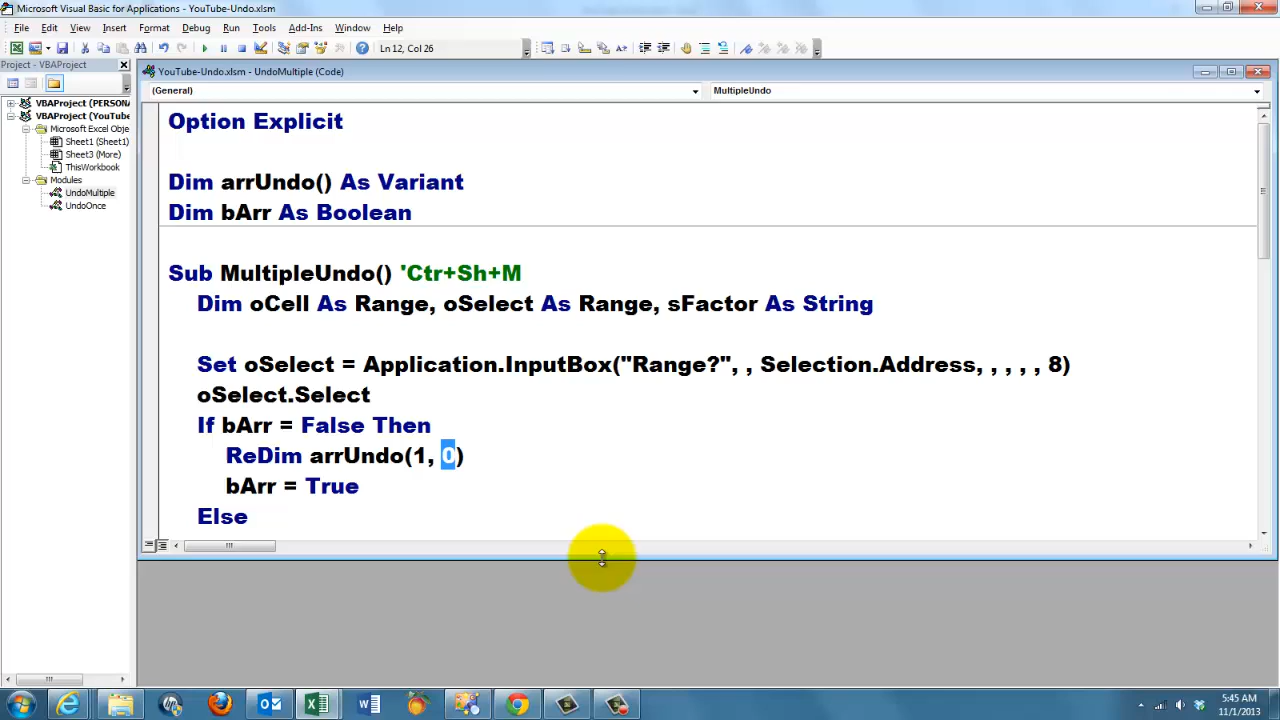 Microsoft Visual Basic for Applications - YouTube-Undo.xlsm
File Edit View Insert Format Debug Run Tools Add-Ins Window Help
Ln 12, Col 26
Project - VBAProject
VBAProject (PERSONA
VBAProject (YouTube
Microsoft Excel Obje
Sheet1 (Sheet1)
Sheet3 (More)
ThisWorkbook
Modules
UndoMultiple
UndoOnce
YouTube-Undo.xlsm - UndoMultiple (Code)
(General) MultipleUndo
Option Explicit
Dim arrUndo() As Variant
Dim bArr As Boolean
Sub MultipleUndo() 'Ctr+Sh+M
Dim oCell As Range, oSelect As Range, sFactor As String
Set oSelect = Application.InputBox("Range?", , Selection.Address, , , , , 8)
oSelect.Select
If bArr = False Then
ReDim arrUndo(1, 0)
bArr = True
Else
5:45 AM
11/1/2013